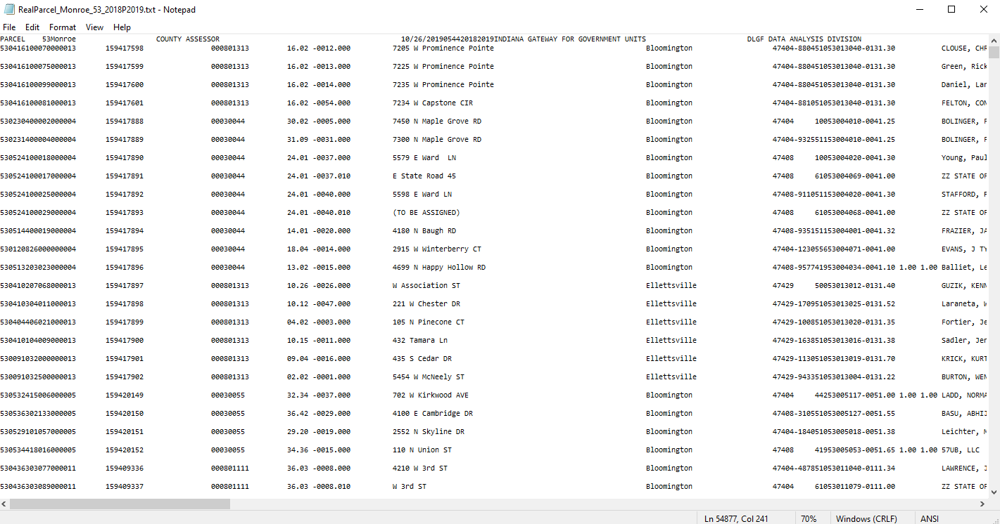 RealParcel_Monroe_53_2018P2019.txt - Notepad
File Edit Format View Help
PARCEL 53Monroe COUNTY ASSESSOR 10/26/2019054420182019INDIANA GATEWAY FOR GOVERNMENT UNITS DLGF DATA ANALYSIS DIVISION
530416100070000013 159417598 000801313 16.02 -0012.000 7205 W Prominence Pointe Bloomington 47404-880451053013040-0131.30 CLOUSE, CHR
530416100075000013 159417599 000801313 16.02 -0013.000 7225 W Prominence Pointe Bloomington 47404-880451053013040-0131.30 Green, Rick
530416100099000013 159417600 000801313 16.02 -0014.000 7235 W Prominence Pointe Bloomington 47404-880451053013040-0131.30 Daniel, Lar
530416100081000013 159417601 000801313 16.02 -0054.000 7234 W Capstone CIR Bloomington 47404-881051053013040-0131.30 FELTON, CON
530230400002000004 159417888 00030044 30.02 -0005.000 7450 N Maple Grove RD Bloomington 47404 10053004010-0041.25 BOLINGER, F
530231400004000004 159417889 00030044 31.09 -0031.000 7300 N Maple Grove RD Bloomington 47404-932551153004010-0041.25 BOLINGER, F
530524100018000004 159417890 00030044 24.01 -0037.000 5579 E Ward LN Bloomington 47408 10053004020-0041.30 Young, Paul
530524100017000004 159417891 00030044 24.01 -0037.010 E State Road 45 Bloomington 47408 61053004069-0041.00 ZZ STATE OF
530524100025000004 159417892 00030044 24.01 -0040.000 5598 E Ward LN Bloomington 47408-911051153004020-0041.30 STAFFORD, F
530524100029000004 159417893 00030044 24.01 -0040.010 (TO BE ASSIGNED) Bloomington 47408 61053004068-0041.00 ZZ STATE OF
530514400019000004 159417894 00030044 14.01 -0020.000 4180 N Baugh RD Bloomington 47408-935151153004001-0041.32 FRAZIER, JA
530120826000000004 159417895 00030044 18.04 -0014.000 2915 W Winterberry CT Bloomington 47404-123055653004071-0041.00 EVANS, J TY
530513203023000004 159417896 00030044 13.02 -0015.000 4699 N Happy Hollow RD Bloomington 47408-957741953004034-0041.10 1.00 1.00 Balliet, Le
530410207068000013 159417897 000801313 10.26 -0026.000 W Association ST Ellettsville 47429 50053013012-0131.40 GUZIK, KENN
530410304011000013 159417898 000801313 10.12 -0047.000 221 W Chester DR Ellettsville 47429-170951053013025-0131.52 Laraneta, W
530404406021000013 159417899 000801313 04.02 -0003.000 105 N Pinecone CT Ellettsville 47429-100851053013020-0131.35 Fortier, Je
530410104009000013 159417900 000801313 10.15 -0011.000 432 Tamara Ln Ellettsville 47429-163851053013016-0131.38 Sadler, Jer
530091032000000013 159417901 000801313 09.04 -0016.000 435 S Cedar DR Ellettsville 47429-113051053013019-0131.70 KRICK, KURT
530091032500000013 159417902 000801313 02.02 -0001.000 5454 W McNeely ST Ellettsville 47429-943351053013004-0131.22 BURTON, WEN
530532415006000005 159420149 00030055 32.34 -0037.000 702 W Kirkwood AVE Bloomington 47404 44253005117-0051.00 1.00 1.00 LADD, NORMA
530536302133000005 159420150 00030055 36.42 -0029.000 4100 E Cambridge DR Bloomington 47408-310551053005127-0051.55 BASU, ABHIJ
530529101057000005 159420151 00030055 29.20 -0019.000 2552 N Skyline DR Bloomington 47404-184051053005018-0051.38 Leichter, M
530534418016000005 159420152 00030055 34.36 -0015.000 110 N Union ST Bloomington 47408 41953005053-0051.65 1.00 1.00 57UB, LLC
530436303077000011 159409336 000801111 36.03 -0008.000 4210 W 3rd ST Bloomington 47404-487851053011040-0111.34 LAWRENCE, J
530436303089000011 159409337 000801111 36.03 -0008.010 W 3rd ST Bloomington 47404 61053011079-0111.00 ZZ STATE OF
Ln 54877, Col 241 70% Windows (CRLF) ANSI